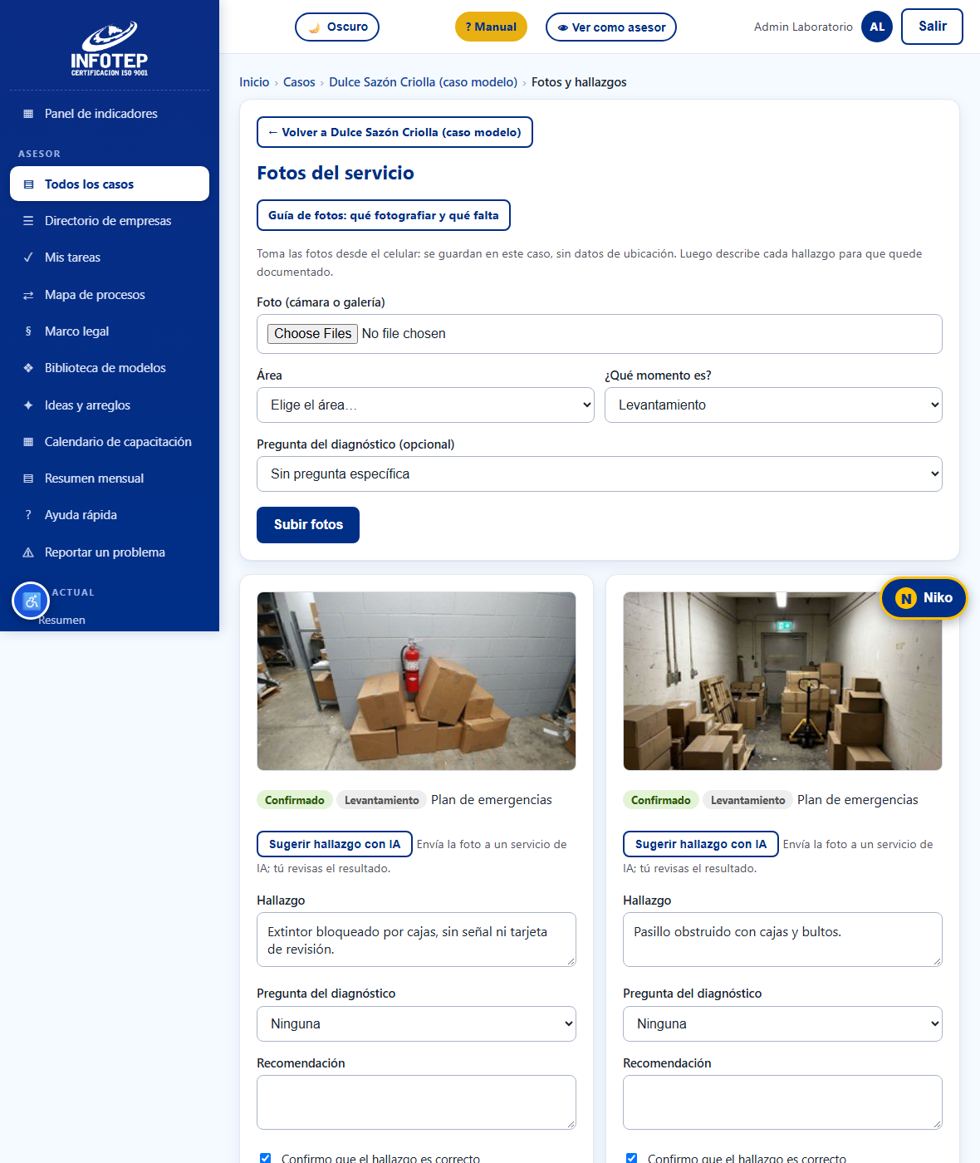 INFOTEP
CERTIFICACION ISO 9001
Panel de indicadores
ASESOR
Todos los casos
Directorio de empresas
Mis tareas
Mapa de procesos
Marco legal
Biblioteca de modelos
Ideas y arreglos
Calendario de capacitación
Resumen mensual
Ayuda rápida
Reportar un problema
ACTUAL
Resumen
Oscuro
? Manual
Ver como asesor
Admin Laboratorio
AL
Salir
Inicio › Casos › Dulce Sazón Criolla (caso modelo) › Fotos y hallazgos
← Volver a Dulce Sazón Criolla (caso modelo)
Fotos del servicio
Guía de fotos: qué fotografiar y qué falta
Toma las fotos desde el celular: se guardan en este caso, sin datos de ubicación. Luego describe cada hallazgo para que quede
documentado.
Foto (cámara o galería)
Choose Files No file chosen
Área
Elige el área...
¿Qué momento es?
Levantamiento
Pregunta del diagnóstico (opcional)
Sin pregunta específica
Subir fotos
N Niko
Confirmado Levantamiento Plan de emergencias
Sugerir hallazgo con IA Envía la foto a un servicio de
IA; tú revisas el resultado.
Hallazgo
Extintor bloqueado por cajas, sin señal ni tarjeta
de revisión.
Pregunta del diagnóstico
Ninguna
Recomendación
Confirmo que el hallazgo es correcto
Confirmado Levantamiento Plan de emergencias
Sugerir hallazgo con IA Envía la foto a un servicio de
IA; tú revisas el resultado.
Hallazgo
Pasillo obstruido con cajas y bultos.
Pregunta del diagnóstico
Ninguna
Recomendación
Confirmo que el hallazgo es correcto